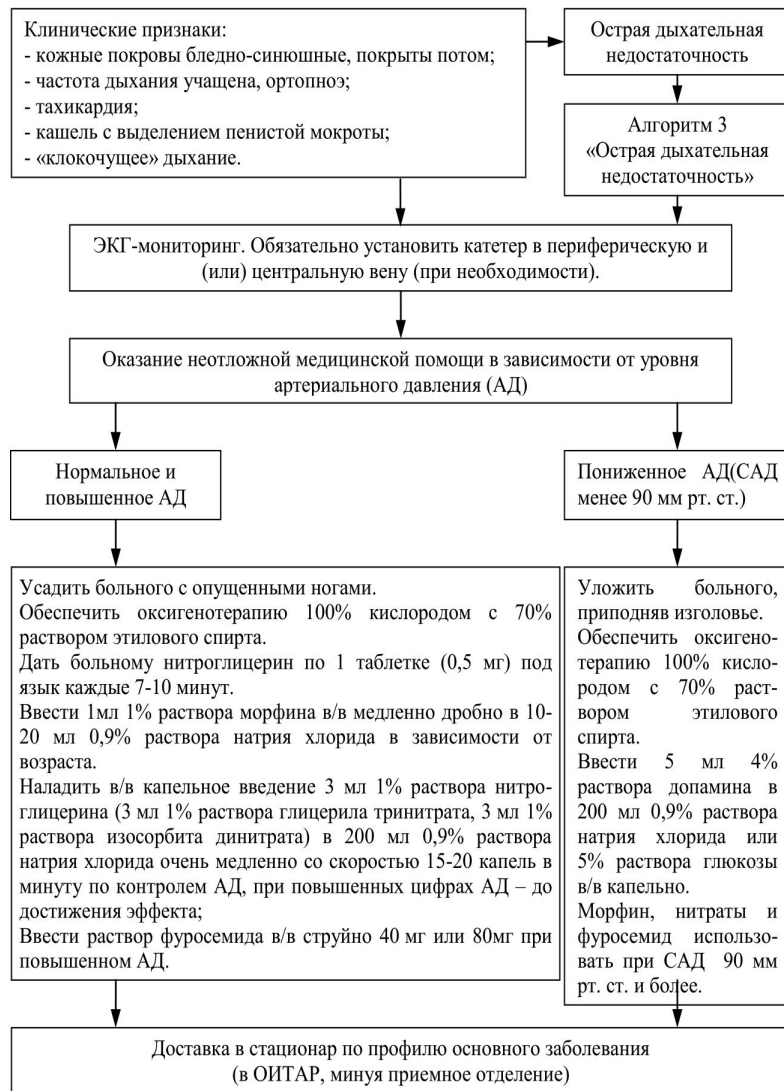 Клинические признаки:
- кожные покровы бледно-синюшные, покрыты потом;
- частота дыхания учащена, ортопноэ;
- тахикардия;
- кашель с выделением пенистой мокроты;
- «клокочущее» дыхание.
Острая дыхательная
недостаточность
Алгоритм 3
«Острая дыхательная
недостаточность»
ЭКГ-мониторинг. Обязательно установить катетер в периферическую и
(или) центральную вену (при необходимости).
Оказание неотложной медицинской помощи в зависимости от уровня
артериального давления (АД)
Нормальное и
повышенное АД
Пониженное АД(САД
менее 90 мм рт. ст.)
Усадить больного с опущенными ногами.
Обеспечить оксигенотерапию 100% кислородом с 70%
раствором этилового спирта.
Дать больному нитроглицерин по 1 таблетке (0,5 мг) под
язык каждые 7-10 минут.
Ввести 1мл 1% раствора морфина в/в медленно дробно в 10-
20 мл 0,9% раствора натрия хлорида в зависимости от
возраста.
Наладить в/в капельное введение 3 мл 1% раствора нитро-
глицерина (3 мл 1% раствора глицерила тринитрата, 3 мл 1%
раствора изосорбита динитрата) в 200 мл 0,9% раствора
натрия хлорида очень медленно со скоростью 15-20 капель в
минуту по контролем АД, при повышенных цифрах АД – до
достижения эффекта;
Ввести раствор фуросемида в/в струйно 40 мг или 80мг при
повышенном АД.
Уложить больного,
приподняв изголовье.
Обеспечить оксигено-
терапию 100% кисло-
родом с 70% раст-
вором этилового
спирта.
Ввести 5 мл 4%
раствора допамина в
200 мл 0,9% раствора
натрия хлорида или
5% раствора глюкозы
в/в капельно.
Морфин, нитраты и
фуросемид использо-
вать при САД 90 мм
рт. ст. и более.
Доставка в стационар по профилю основного заболевания
(в ОИТАР, минуя приемное отделение)